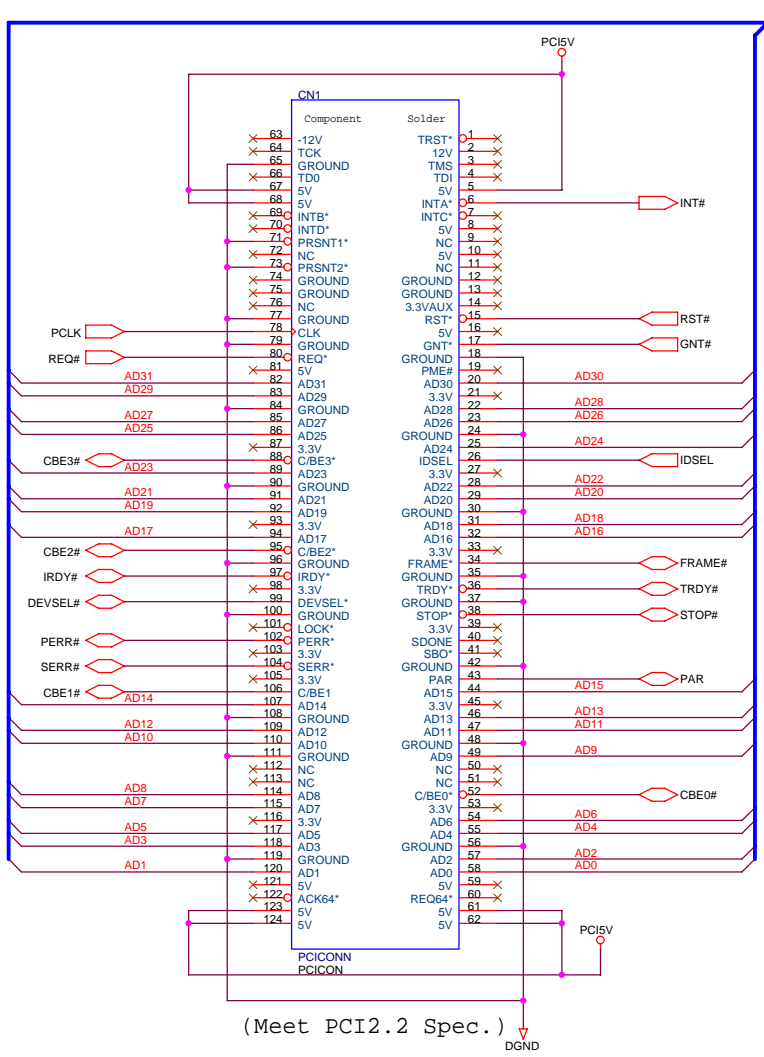 PCI5V
CN1
Component Solder
63 -12V TRST* 1
64 TCK 12V 2
65 GROUND TMS 3
66 TD0 TDI 4
67 5V 5V 5
68 5V INTA* 6 INT#
69 INTB* INTC* 7
70 INTD* 5V 8
71 PRSNT1* NC 9
72 NC 5V 10
73 PRSNT2* NC 11
74 GROUND GROUND 12
75 GROUND GROUND 13
76 NC 3.3VAUX 14
77 GROUND RST* 15 RST#
PCLK 78 CLK 5V 16
79 GROUND GNT* 17 GNT#
REQ# 80 REQ* GROUND 18
81 5V PME# 19
AD31 82 AD31 AD30 20 AD30
AD29 83 AD29 3.3V 21
84 GROUND AD28 22 AD28
AD27 85 AD27 AD26 23 AD26
AD25 86 AD25 GROUND 24
87 3.3V AD24 25 AD24
CBE3# 88 C/BE3* IDSEL 26 IDSEL
AD23 89 AD23 3.3V 27
90 GROUND AD22 28 AD22
AD21 91 AD21 AD20 29 AD20
AD19 92 AD19 GROUND 30
93 3.3V AD18 31 AD18
AD17 94 AD17 AD16 32 AD16
CBE2# 95 C/BE2* 3.3V 33
96 GROUND FRAME* 34 FRAME#
IRDY# 97 IRDY* GROUND 35
98 3.3V TRDY* 36 TRDY#
DEVSEL# 99 DEVSEL* GROUND 37
100 GROUND STOP* 38 STOP#
101 LOCK* 3.3V 39
PERR# 102 PERR* SDONE 40
103 3.3V SBO* 41
SERR# 104 SERR* GROUND 42
105 3.3V PAR 43 PAR
CBE1# 106 C/BE1 AD15 44 AD15
AD14 107 AD14 3.3V 45
108 GROUND AD13 46 AD13
AD12 109 AD12 AD11 47 AD11
AD10 110 AD10 GROUND 48
111 GROUND AD9 49 AD9
112 NC NC 50
113 NC NC 51
AD8 114 AD8 C/BE0* 52 CBE0#
AD7 115 AD7 3.3V 53
116 3.3V AD6 54 AD6
AD5 117 AD5 AD4 55 AD4
AD3 118 AD3 GROUND 56
119 GROUND AD2 57 AD2
AD1 120 AD1 AD0 58 AD0
121 5V 5V 59
122 ACK64* REQ64* 60
123 5V 5V 61
124 5V 5V 62
PCI5V
PCICONN
PCICON
(Meet PCI2.2 Spec.)
DGND